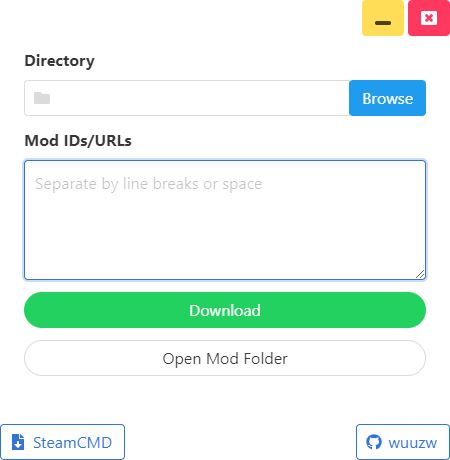 Directory
Browse
Mod IDs/URLs
Separate by line breaks or space
Download
Open Mod Folder
SteamCMD
wuuzw